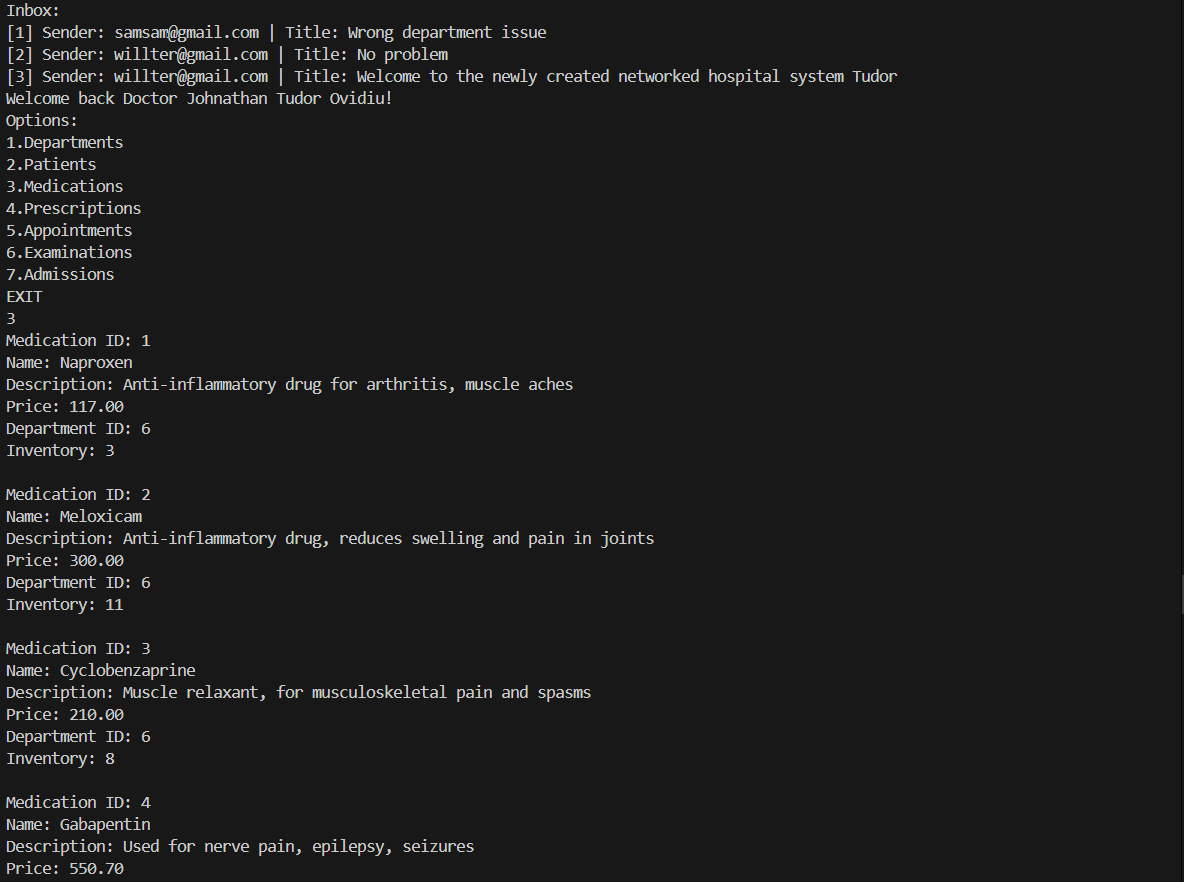 Inbox:
[1] Sender: samsam@gmail.com | Title: Wrong department issue
[2] Sender: willter@gmail.com | Title: No problem
[3] Sender: willter@gmail.com | Title: Welcome to the newly created networked hospital system Tudor
Welcome back Doctor Johnathan Tudor Ovidiu!
Options:
1.Departments
2.Patients
3.Medications
4.Prescriptions
5.Appointments
6.Examinations
7.Admissions
EXIT
3
Medication ID: 1
Name: Naproxen
Description: Anti-inflammatory drug for arthritis, muscle aches
Price: 117.00
Department ID: 6
Inventory: 3

Medication ID: 2
Name: Meloxicam
Description: Anti-inflammatory drug, reduces swelling and pain in joints
Price: 300.00
Department ID: 6
Inventory: 11

Medication ID: 3
Name: Cyclobenzaprine
Description: Muscle relaxant, for musculoskeletal pain and spasms
Price: 210.00
Department ID: 6
Inventory: 8

Medication ID: 4
Name: Gabapentin
Description: Used for nerve pain, epilepsy, seizures
Price: 550.70